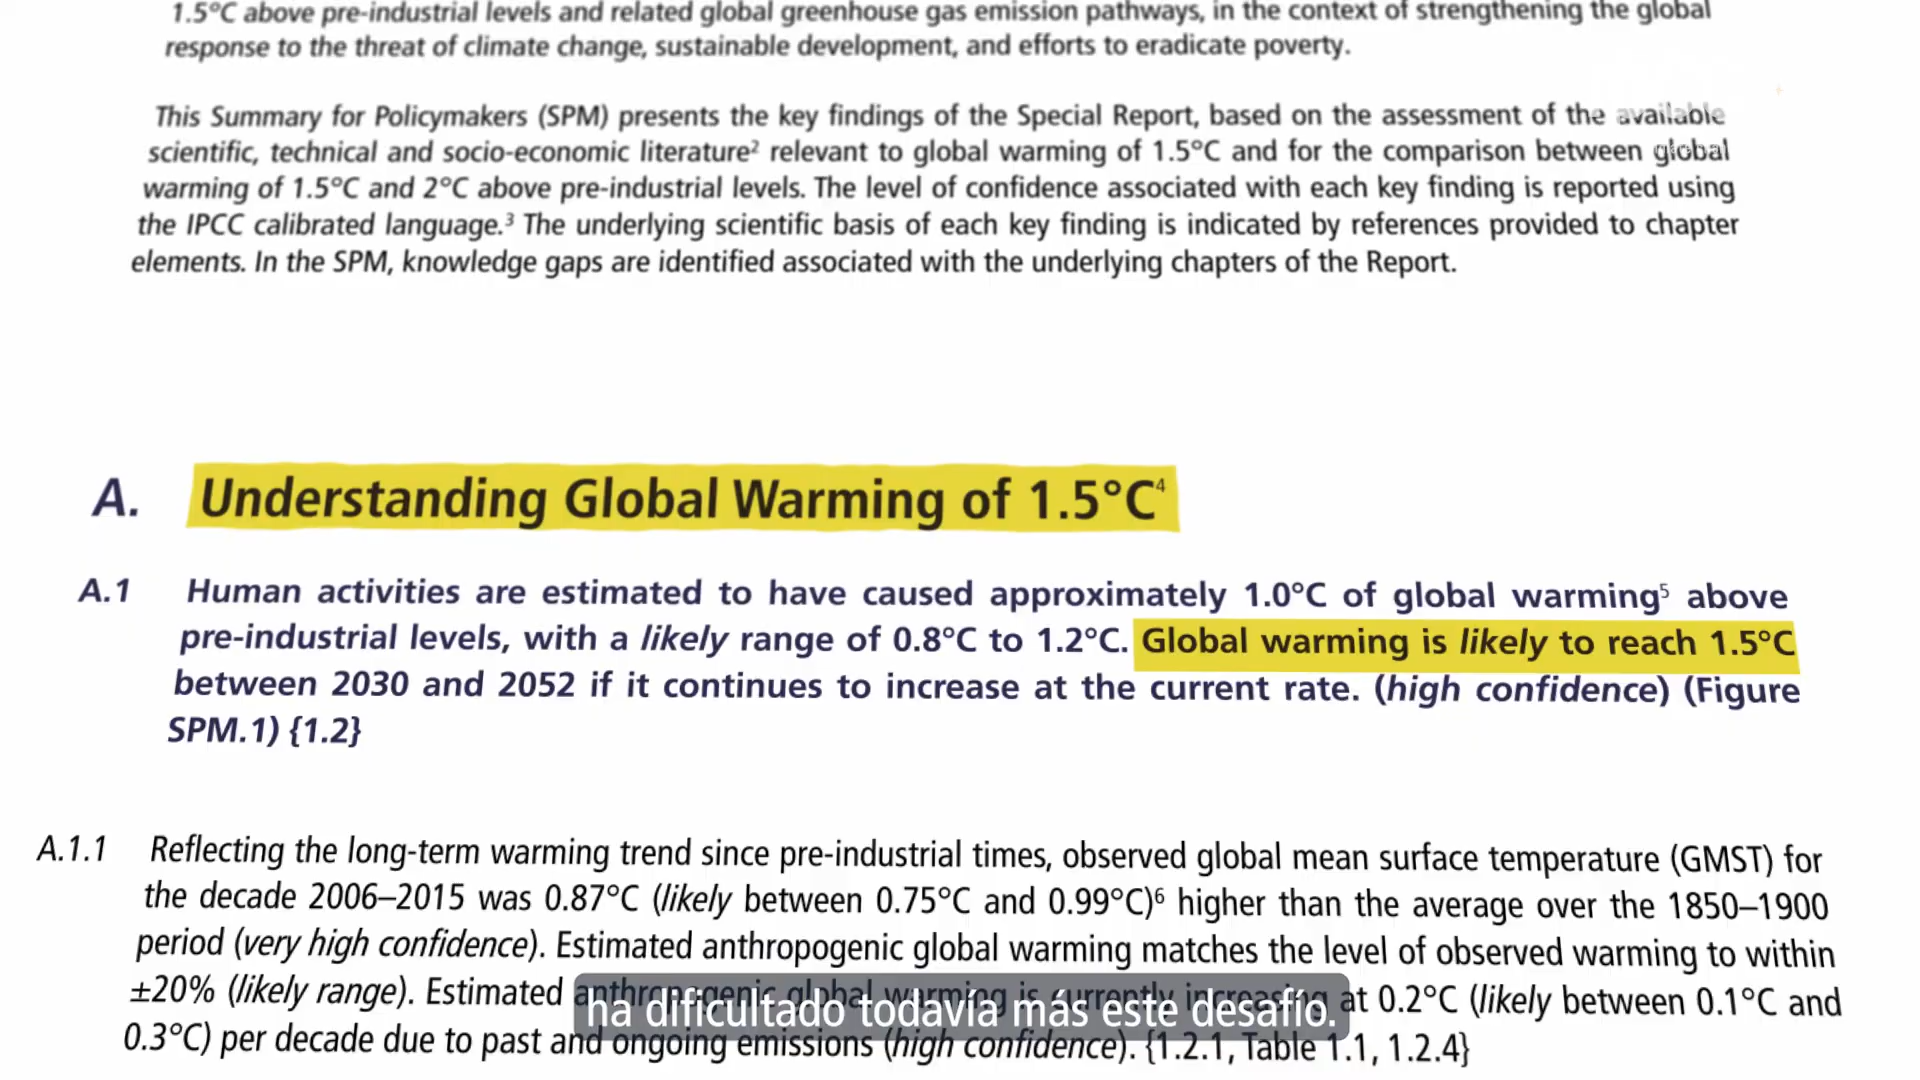 1.5°C above pre-industrial levels and related global greenhouse gas emission pathways, in the context of strengthening the global
response to the threat of climate change, sustainable development, and efforts to eradicate poverty.
This Summary for Policymakers (SPM) presents the key findings of the Special Report, based on the assessment of the available
scientific, technical and socio-economic literature² relevant to global warming of 1.5°C and for the comparison between global
warming of 1.5°C and 2°C above pre-industrial levels. The level of confidence associated with each key finding is reported using
the IPCC calibrated language.³ The underlying scientific basis of each key finding is indicated by references provided to chapter
elements. In the SPM, knowledge gaps are identified associated with the underlying chapters of the Report.
A. Understanding Global Warming of 1.5°C⁴
A.1 Human activities are estimated to have caused approximately 1.0°C of global warming⁵ above
pre-industrial levels, with a likely range of 0.8°C to 1.2°C. Global warming is likely to reach 1.5°C
between 2030 and 2052 if it continues to increase at the current rate. (high confidence) (Figure
SPM.1) {1.2}
A.1.1 Reflecting the long-term warming trend since pre-industrial times, observed global mean surface temperature (GMST) for
the decade 2006–2015 was 0.87°C (likely between 0.75°C and 0.99°C)⁶ higher than the average over the 1850–1900
period (very high confidence). Estimated anthropogenic global warming matches the level of observed warming to within
±20% (likely range). Estimated anthropogenic global warming is currently increasing at 0.2°C (likely between 0.1°C and
0.3°C) per decade due to past and ongoing emissions (high confidence). {1.2.1, Table 1.1, 1.2.4}
ha dificultado todavía más este desafío.